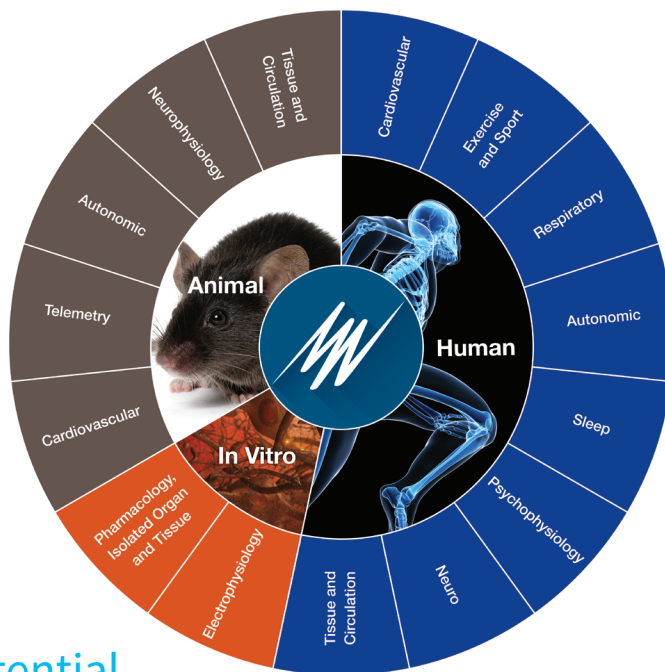 Tissue and
Circulation
Neurophysiology
Autonomic
Telemetry
Cardiovascular
Pharmacology,
Isolated Organ
and Tissue
Electrophysiology
Cardiovascular
Exercise
and Sport
Respiratory
Autonomic
Sleep
Psychophysiology
Neuro
Tissue and
Circulation
Animal
Human
In Vitro